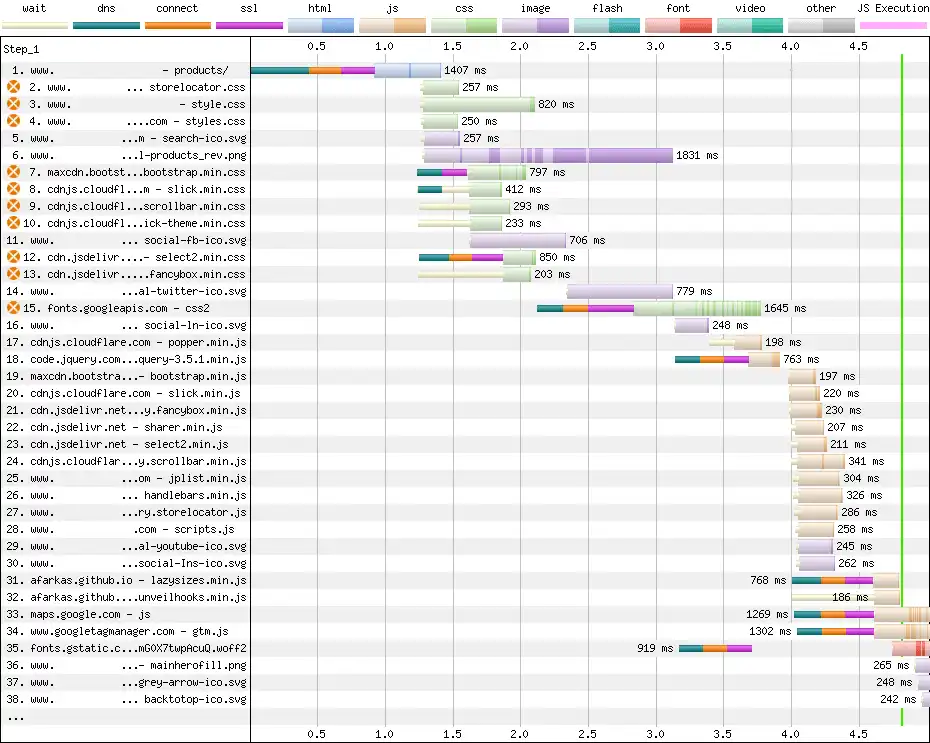 wait dns connect ssl html js css image flash font video other JS Execution
Step_1 0.5 1.0 1.5 2.0 2.5 3.0 3.5 4.0 4.5
1. www. - products/ 1407 ms
2. www. ... storelocator.css 257 ms
3. www. - style.css 820 ms
4. www. ....com - styles.css 250 ms
5. www. ...m - search-ico.svg 257 ms
6. www. ...l-products_rev.png 1831 ms
7. maxcdn.bootst...bootstrap.min.css 797 ms
8. cdnjs.cloudfl...m - slick.min.css 412 ms
9. cdnjs.cloudfl...scrollbar.min.css 293 ms
10. cdnjs.cloudfl...ick-theme.min.css 233 ms
11. www. ... social-fb-ico.svg 706 ms
12. cdn.jsdelivr....- select2.min.css 850 ms
13. cdn.jsdelivr.....fancybox.min.css 203 ms
14. www. ...al-twitter-ico.svg 779 ms
15. fonts.googleapis.com - css2 1645 ms
16. www. ... social-ln-ico.svg 248 ms
17. cdnjs.cloudflare.com - popper.min.js 198 ms
18. code.jquery.com...query-3.5.1.min.js 763 ms
19. maxcdn.bootstra...- bootstrap.min.js 197 ms
20. cdnjs.cloudflare.com - slick.min.js 220 ms
21. cdn.jsdelivr.net...y.fancybox.min.js 230 ms
22. cdn.jsdelivr.net - sharer.min.js 207 ms
23. cdn.jsdelivr.net - select2.min.js 211 ms
24. cdnjs.cloudflar...y.scrollbar.min.js 341 ms
25. www. ...om - jplist.min.js 304 ms
26. www. ... handlebars.min.js 326 ms
27. www. ...ry.storelocator.js 286 ms
28. www. .com - scripts.js 258 ms
29. www. ...al-youtube-ico.svg 245 ms
30. www. ...social-Ins-ico.svg 262 ms
31. afarkas.github.io - lazysizes.min.js 768 ms
32. afarkas.github....unveilhooks.min.js 186 ms
33. maps.google.com - js 1269 ms
34. www.googletagmanager.com - gtm.js 1302 ms
35. fonts.gstatic.c...mG0X7twpAcuQ.woff2 919 ms
36. www. ...- mainherofill.png 265 ms
37. www. ...grey-arrow-ico.svg 248 ms
38. www. ... backtotop-ico.svg 242 ms
...
0.5 1.0 1.5 2.0 2.5 3.0 3.5 4.0 4.5